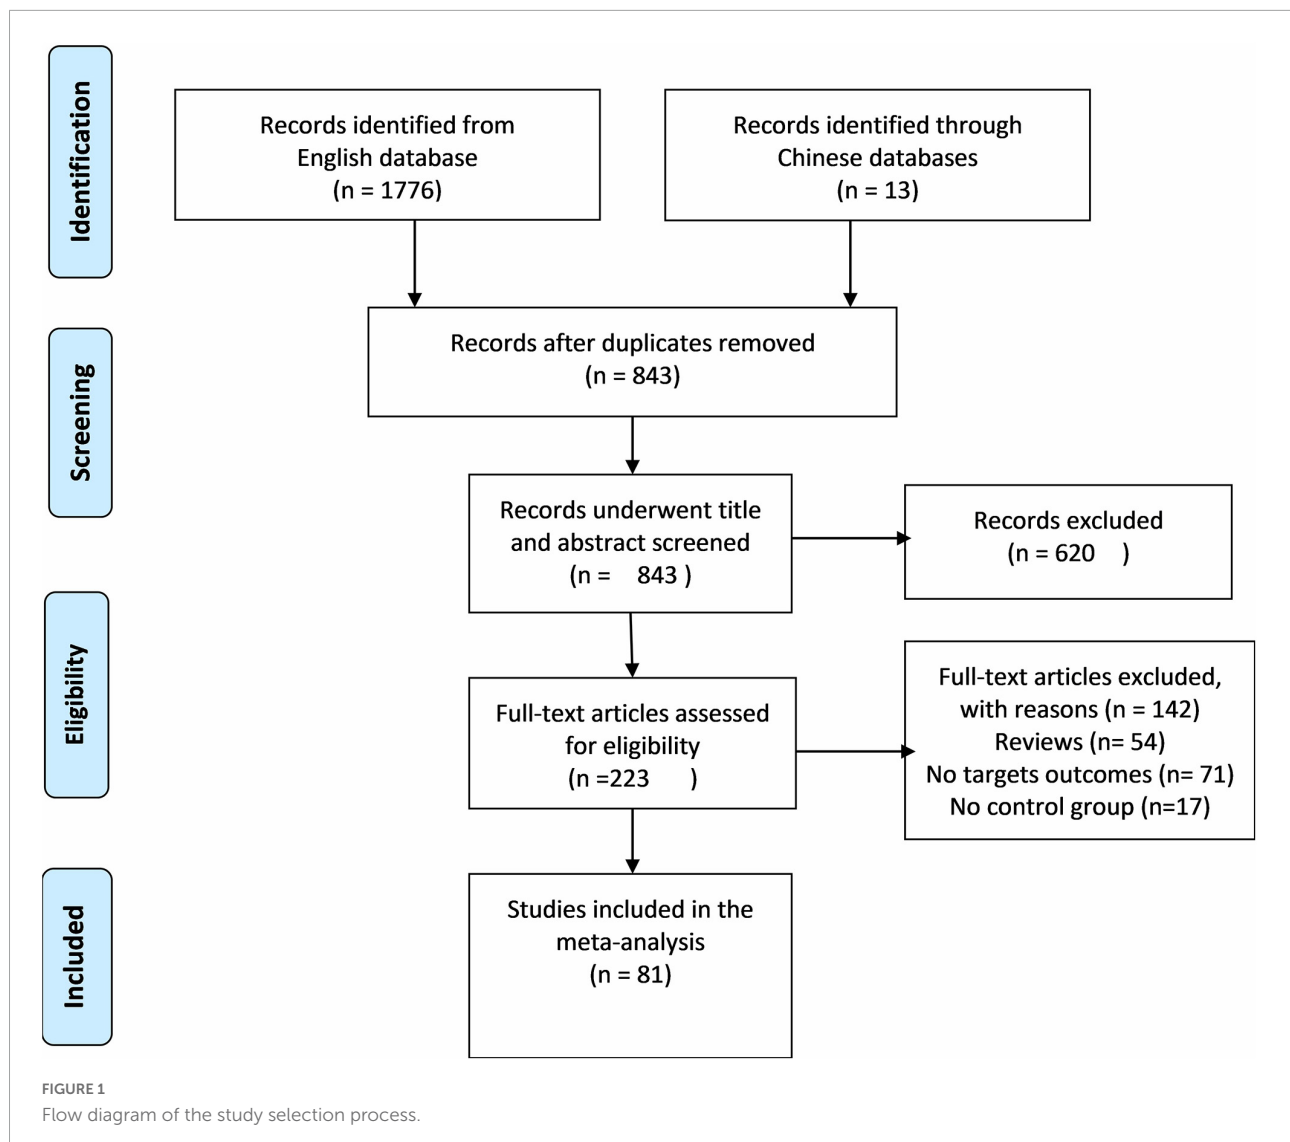 Identification
Records identified from
English database
(n = 1776)
Records identified through
Chinese databases
(n = 13)
Screening
Records after duplicates removed
(n = 843)
Records underwent title
and abstract screened
(n = 843 )
Records excluded
(n = 620 )
Eligibility
Full-text articles assessed
for eligibility
(n =223 )
Full-text articles excluded,
with reasons (n = 142)
Reviews (n= 54)
No targets outcomes (n= 71)
No control group (n=17)
Included
Studies included in the
meta-analysis
(n = 81)
FIGURE 1
Flow diagram of the study selection process.